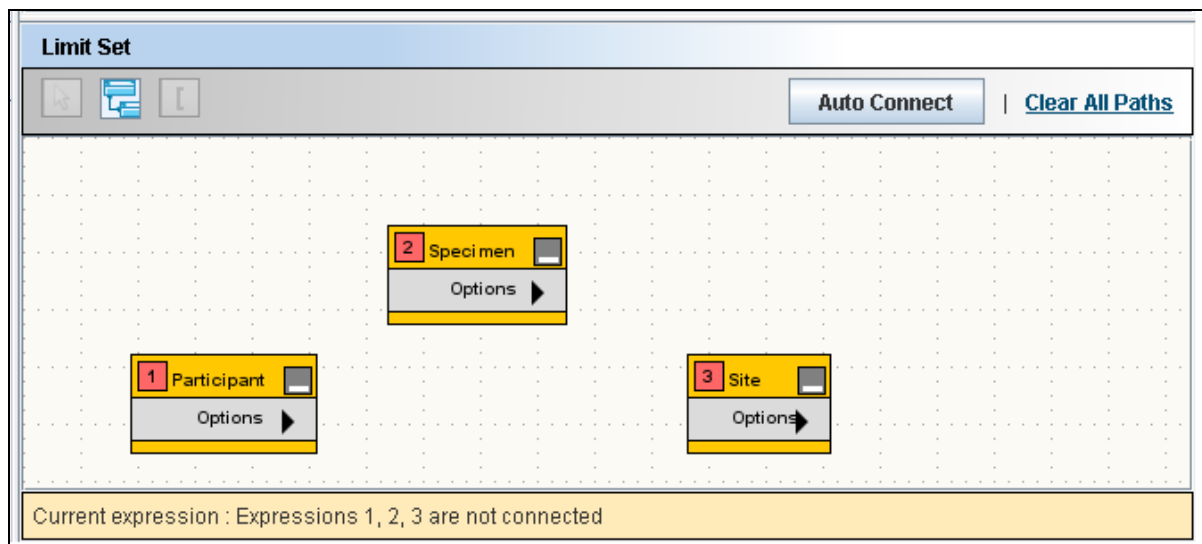 Limit Set
Auto Connect | Clear All Paths
2 Specimen
Options
1 Participant
Options
3 Site
Options
Current expression : Expressions 1, 2, 3 are not connected